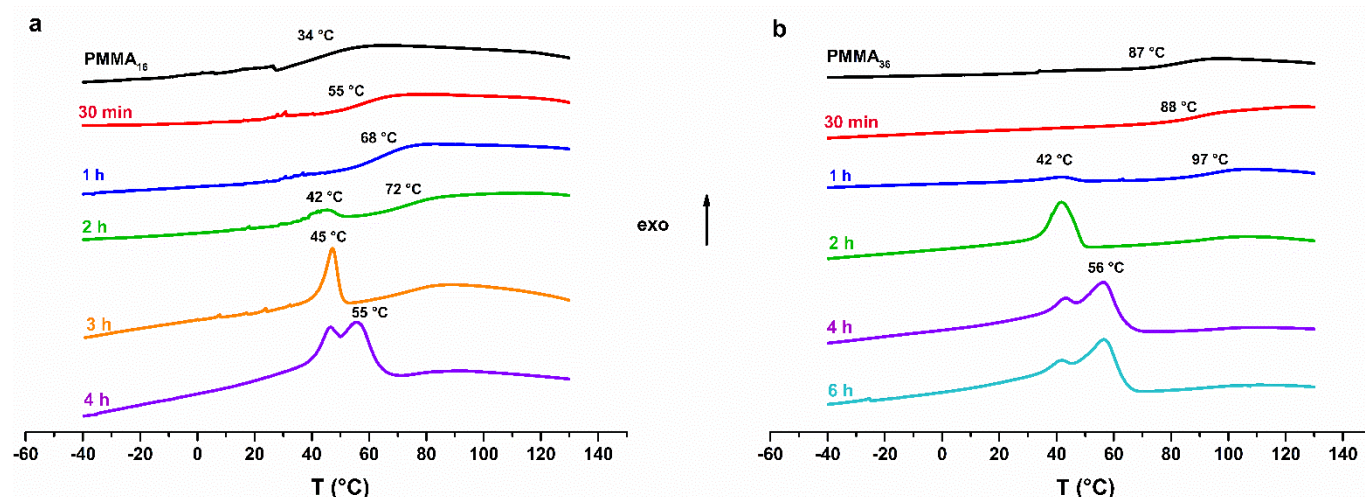 a
PMMA16
34 °C
30 min
55 °C
1 h
68 °C
2 h
42 °C
72 °C
3 h
45 °C
4 h
55 °C
-60 -40 -20 0 20 40 60 80 100 120 140
T (°C)
exo
b
PMMA36
87 °C
30 min
88 °C
1 h
42 °C
97 °C
2 h
4 h
56 °C
6 h
-60 -40 -20 0 20 40 60 80 100 120 140
T (°C)